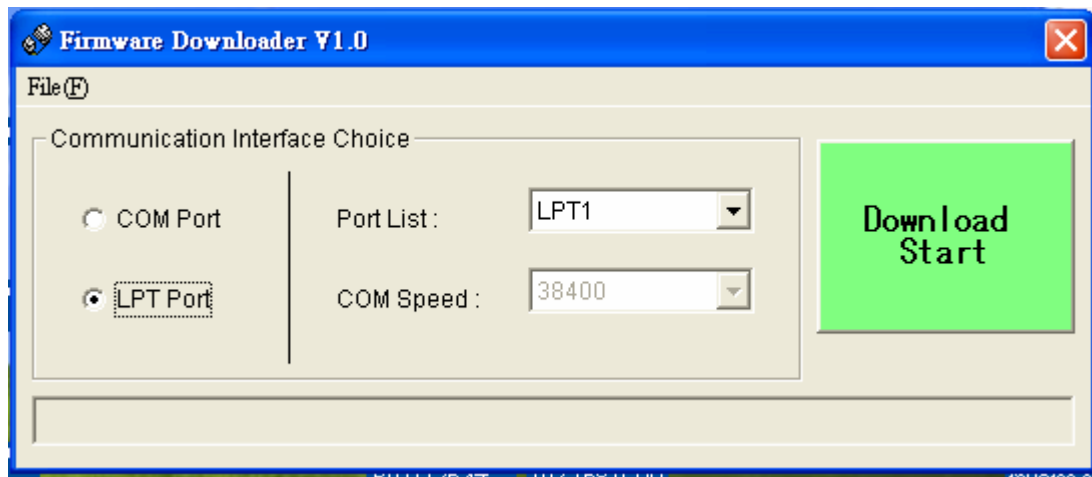 Firmware Downloader V1.0
File(F)
Communication Interface Choice
COM Port
Port List :
LPT1
LPT Port
COM Speed :
38400
Download
Start